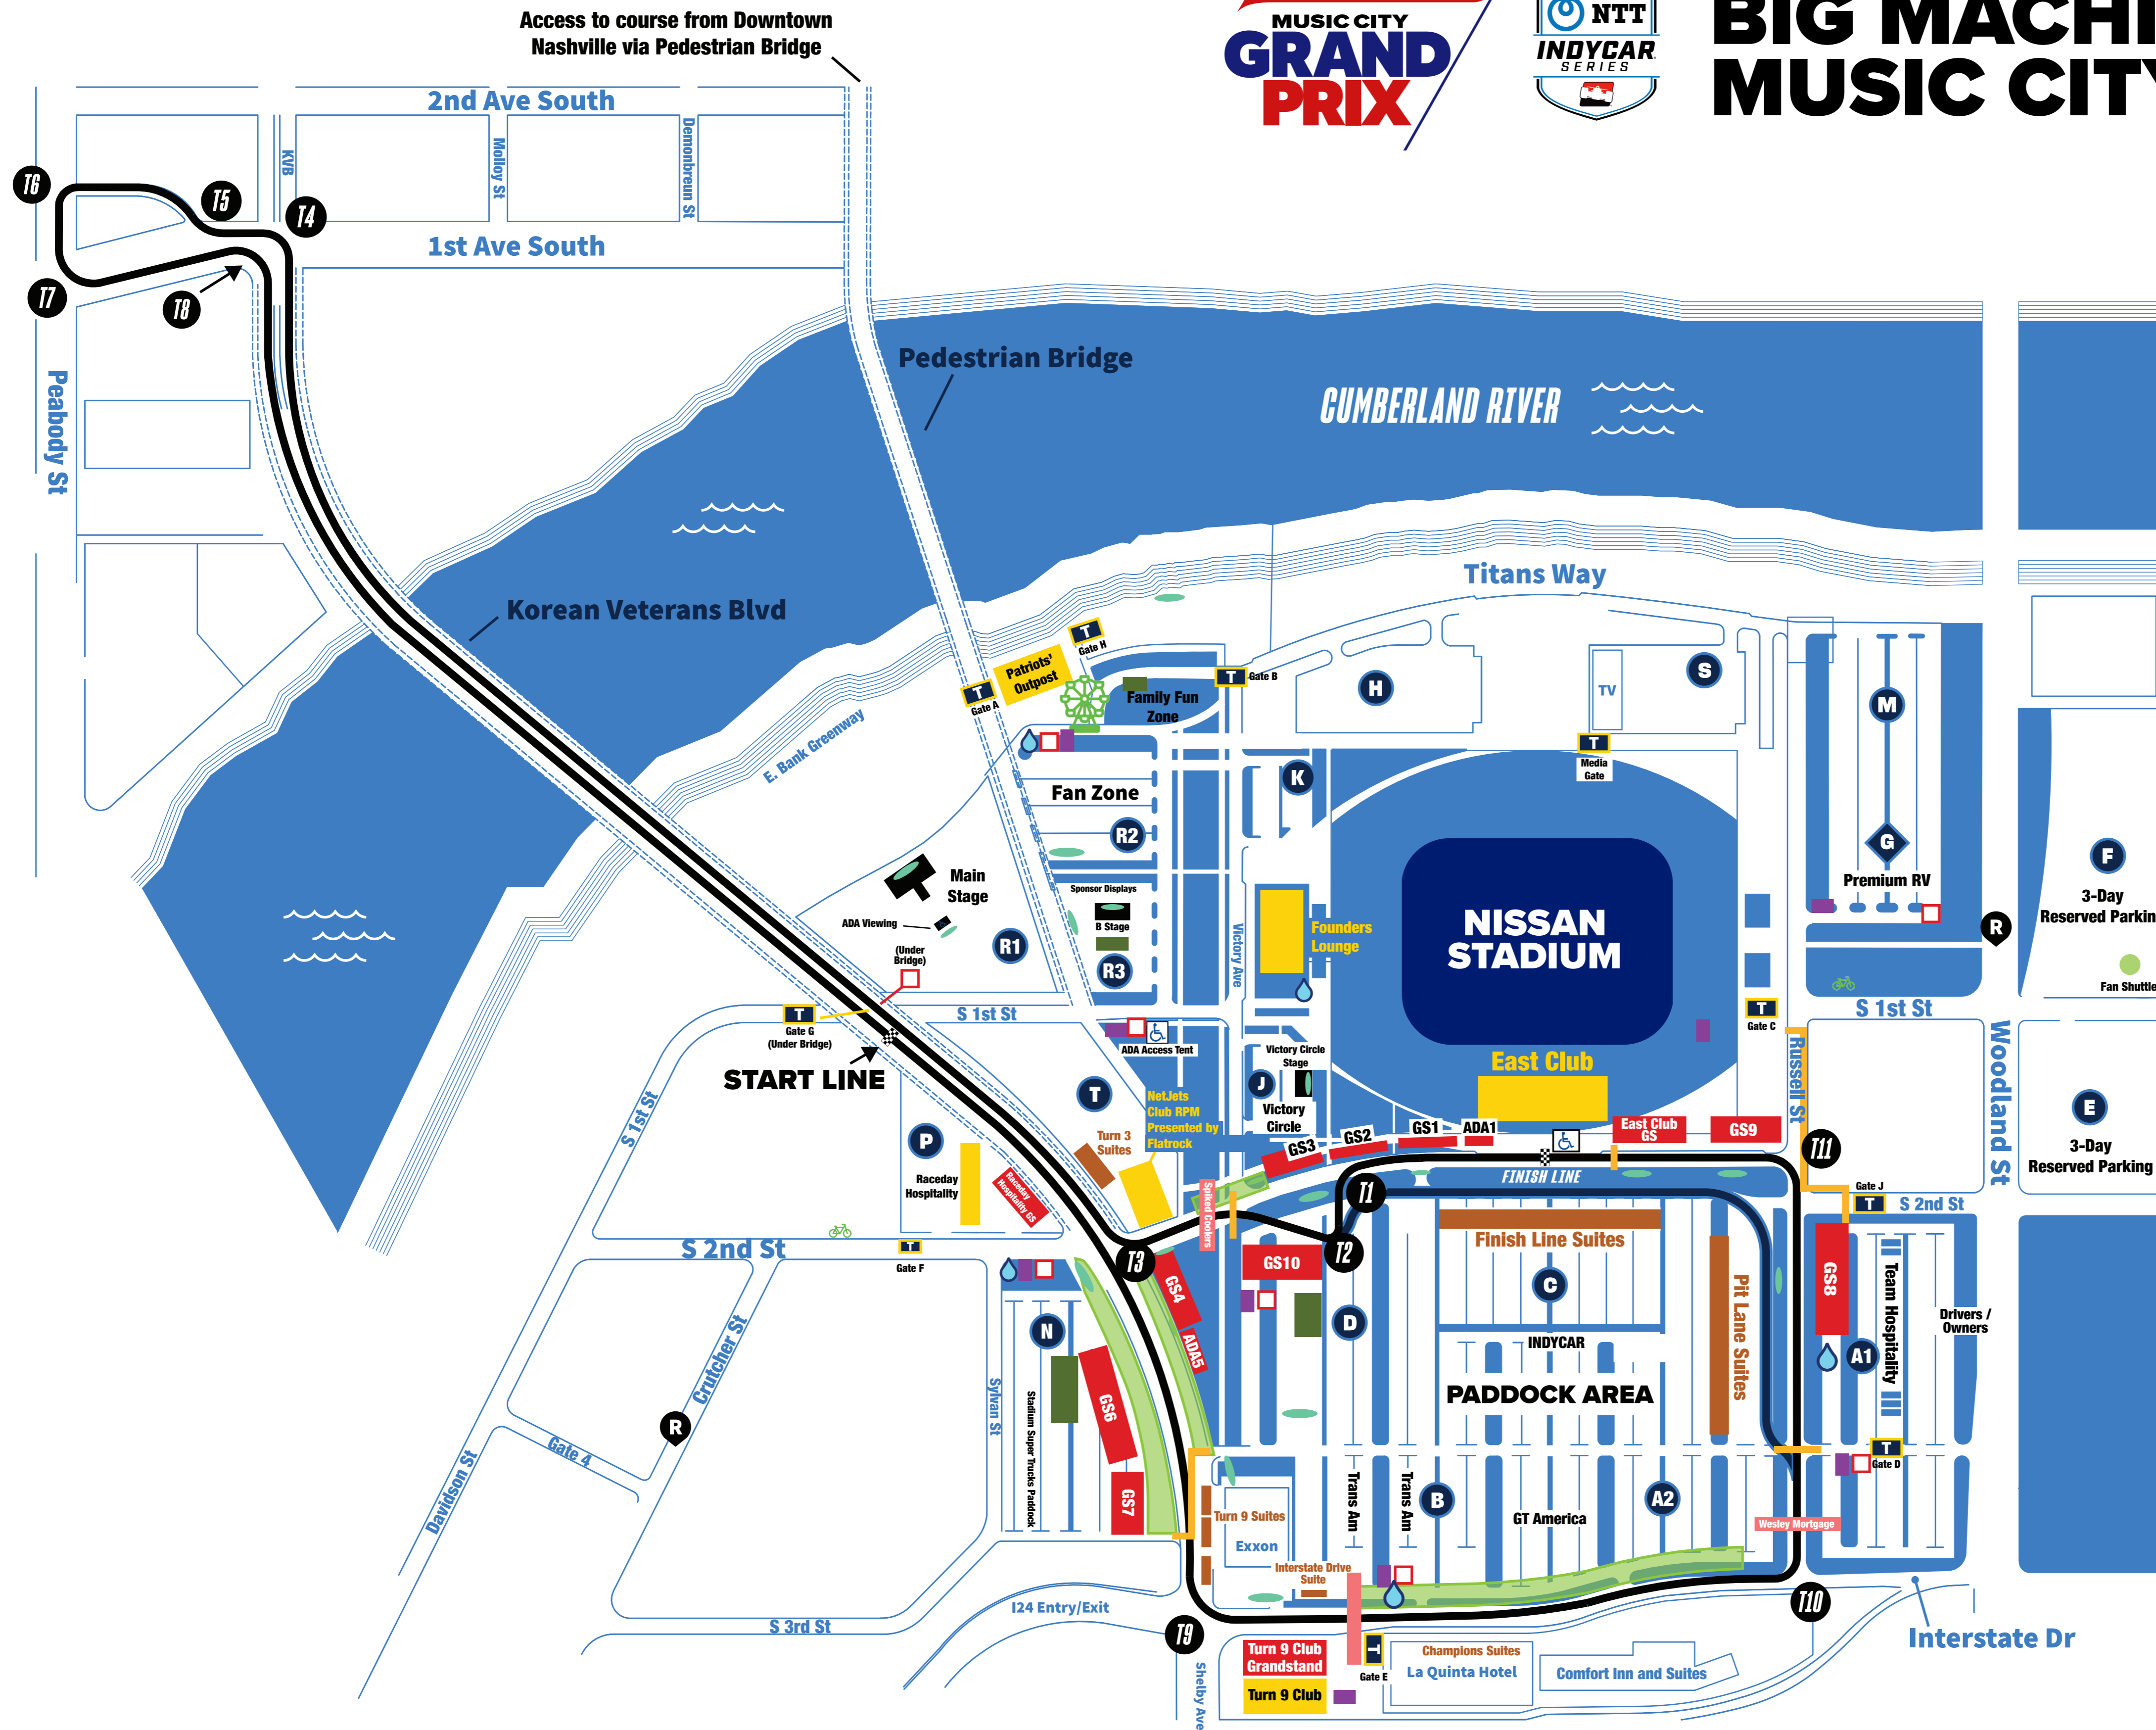 Access to course from Downtown
Nashville via Pedestrian Bridge
MUSIC CITY
GRAND
PRIX
NTT
INDYCAR
SERIES
BIG MACHI
MUSIC CITY
2nd Ave South
KVB
Molloy St
Demonbreun St
T6
T5
T4
1st Ave South
T7
T8
Peabody St
Pedestrian Bridge
CUMBERLAND RIVER
Korean Veterans Blvd
Titans Way
T
Gate H
Patriots'
Outpost
T
Gate A
Family Fun
Zone
T
Gate B
H
TV
S
M
E. Bank Greenway
T
Media
Gate
K
Fan Zone
R2
G
F
Premium RV
3-Day
Reserved Parkin
R
Main
Stage
ADA Viewing
Sponsor Displays
B Stage
R1
R3
(Under
Bridge)
Victory Ave
Founders
Lounge
NISSAN
STADIUM
Fan Shuttle
T
Gate G
(Under Bridge)
S 1st St
T
Gate C
S 1st St
START LINE
ADA Access Tent
Victory Circle
Stage
East Club
Russell St
Woodland St
S 1st St
T
J
Victory
Circle
NetJets
Club RPM
Presented by
Flatrock
E
3-Day
Reserved Parking
P
Turn 3
Suites
GS3
GS2
GS1
ADA1
East Club
GS
GS9
T11
Raceday
Hospitality
Raceday
Hospitality GS
Spiked Coolers
T1
FINISH LINE
Gate J
T
S 2nd St
S 2nd St
T
Gate F
T3
T2
GS10
Finish Line Suites
GS4
ADA5
C
D
INDYCAR
Pit Lane Suites
GS8
Team Hospitality
Drivers /
Owners
A1
N
Crutcher St
R
Sylvan St
Stadium Super Trucks Paddock
GS6
GS7
PADDOCK AREA
Gate 4
Davidson St
T
Gate D
Trans Am
Trans Am
B
A2
GT America
Wesley Mortgage
Turn 9 Suites
Exxon
Interstate Drive
Suite
I24 Entry/Exit
S 3rd St
T9
T10
Interstate Dr
Shelby Ave
Turn 9 Club
Grandstand
Turn 9 Club
T
Gate E
Champions Suites
La Quinta Hotel
Comfort Inn and Suites